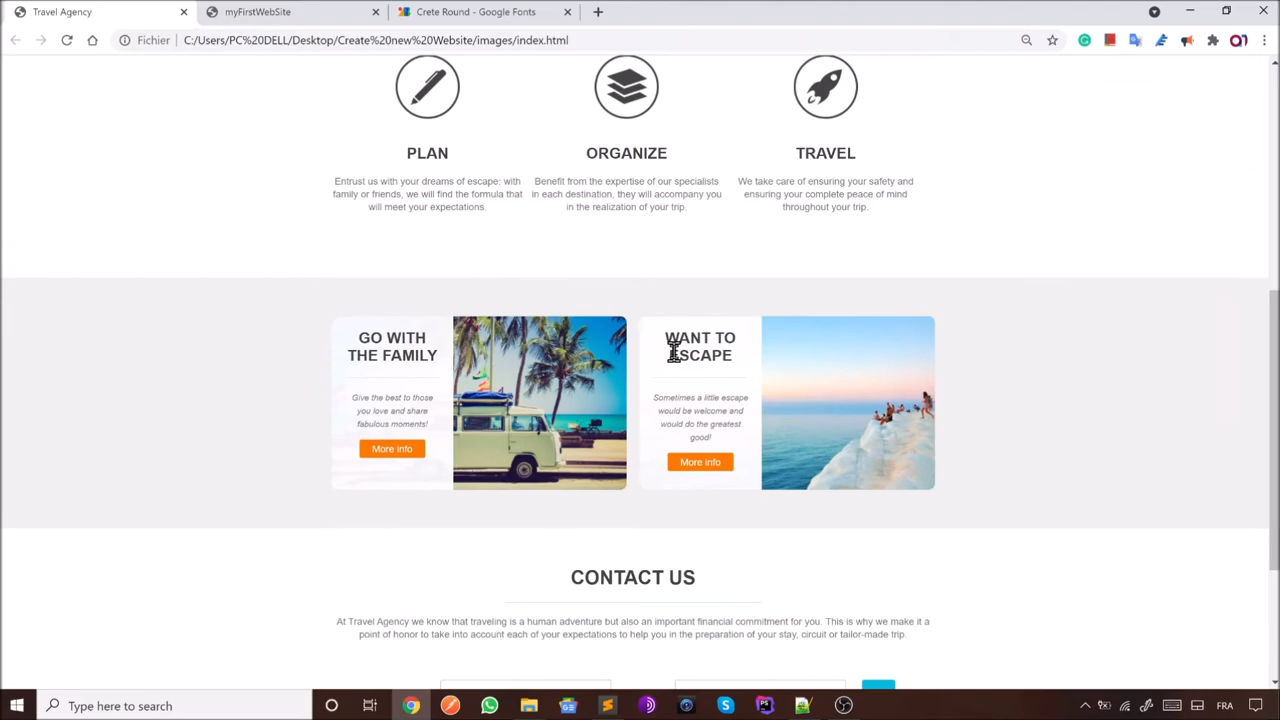 Travel Agency
myFirstWebSite
Crete Round - Google Fonts
Fichier
C:/Users/PC%20DELL/Desktop/Create%20new%20Website/images/index.html
PLAN
Entrust us with your dreams of escape: with
family or friends, we will find the formula that
will meet your expectations.
ORGANIZE
Benefit from the expertise of our specialists
in each destination, they will accompany you
in the realization of your trip.
TRAVEL
We take care of ensuring your safety and
ensuring your complete peace of mind
throughout your trip.
GO WITH
THE FAMILY
Give the best to those
you love and share
fabulous moments!
More info
WANT TO
ESCAPE
Sometimes a little escape
would be welcome and
would do the greatest
good!
More info
CONTACT US
At Travel Agency we know that traveling is a human adventure but also an important financial commitment for you. This is why we make it a
point of honor to take into account each of your expectations to help you in the preparation of your stay, circuit or tailor-made trip.
Type here to search
FRA